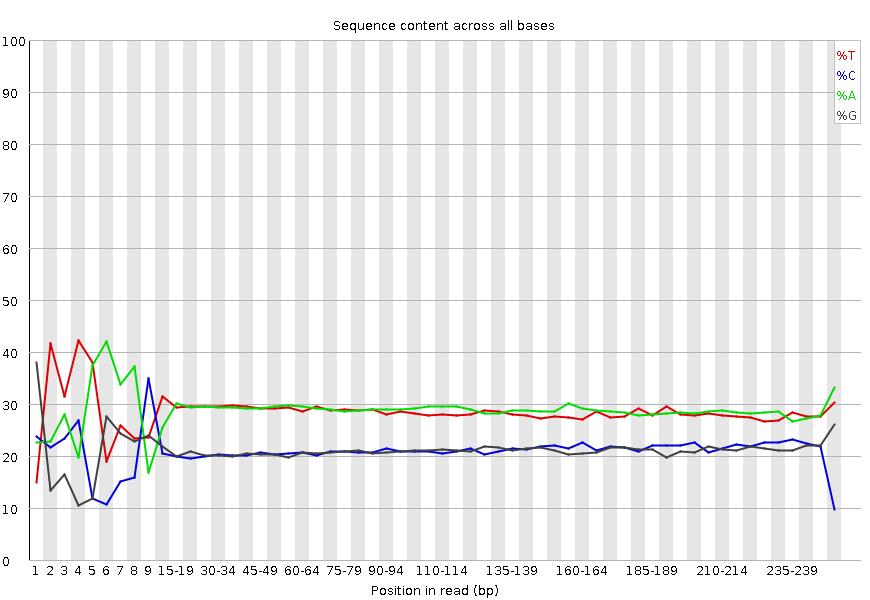 Sequence content across all bases
100
90
80
70
60
50
40
30
20
10
0
%T
%C
%A
%G
1 2 3 4 5 6 7 8 9 15-19 30-34 45-49 60-64 75-79 90-94 110-114 135-139 160-164 185-189 210-214 235-239
Position in read (bp)